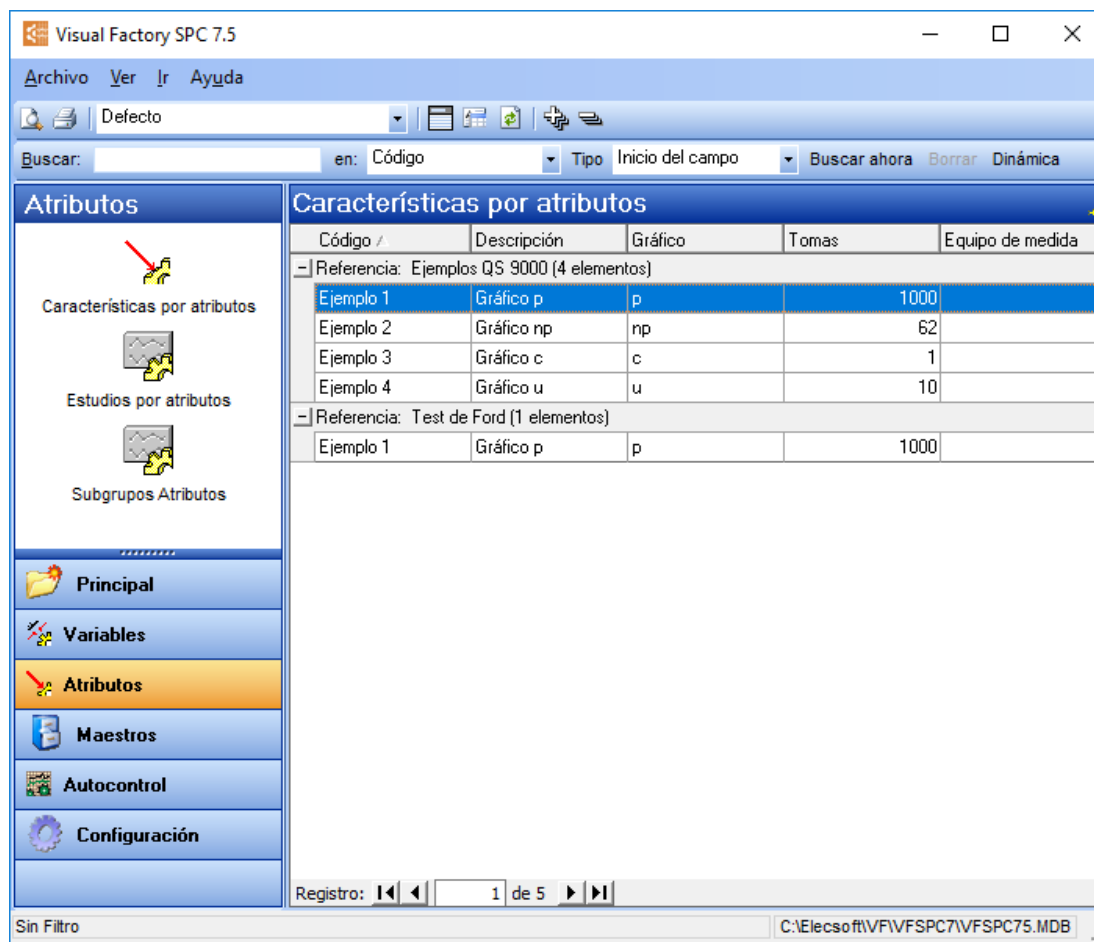 Visual Factory SPC 7.5
Archivo Ver Ir Ayuda
Defecto
Buscar: en: Código Tipo Inicio del campo Buscar ahora Borrar Dinámica
Atributos
Características por atributos
Estudios por atributos
Subgrupos Atributos
Principal
Variables
Atributos
Maestros
Autocontrol
Configuración
Características por atributos
Código Descripción Gráfico Tomas Equipo de medida
Referencia: Ejemplos QS 9000 (4 elementos)
Ejemplo 1 Gráfico p p 1000
Ejemplo 2 Gráfico np np 62
Ejemplo 3 Gráfico c c 1
Ejemplo 4 Gráfico u u 10
Referencia: Test de Ford (1 elementos)
Ejemplo 1 Gráfico p p 1000
Registro: 1 de 5
Sin Filtro C:\Elecsoft\VF\VFSPC7\VFSPC75.MDB